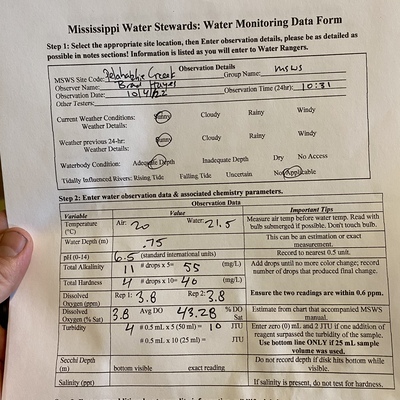 Mississippi Water Stewards: Water Monitoring Data Form
Step 1: Select the appropriate site location, then Enter observation details, please be as detailed as
possible in notes sections! Information is listed as you will enter to Water Rangers.
Observation Details
MSWS Site Code: Pelahatchie Creek Group Name: MSWS
Observer Name: Brad Hayes
Observation Date: 10/4/22 Observation Time (24hr): 10:31
Other Testers:
Current Weather Conditions: Sunny Cloudy Rainy Windy
Weather Details:
Weather previous 24-hr: Sunny Cloudy Rainy Windy
Weather Details:
Waterbody Condition: Adequate Depth Inadequate Depth Dry No Access
Tidally Influenced Rivers: Rising Tide Falling Tide Uncertain Not Applicable
Step 2: Enter water observation data & associated chemistry parameters.
Observation Data
Variable Value Important Tips
Temperature (°C) Air: 20 Water: 21.5 Measure air temp before water temp. Read with
bulb submerged if possible. Don't touch bulb.
Water Depth (m) .75 This can be an estimation or exact
measurement.
pH (0-14) 6.5 (standard international units) Record to nearest 0.5 unit.
Total Alkalinity 11 # drops x 5= 55 (mg/L) Add drops until no more color change; record
number of drops that produced final change.
Total Hardness 4 # drops x 10= 40 (mg/L)
Dissolved Oxygen (ppm) Rep 1: 3.8 Rep 2: 3.8 Ensure the two readings are within 0.6 ppm.
Dissolved Oxygen (% Sat) 3.8 Avg DO 43.28 % DO Sat Estimate from chart that accompanied MSWS
manual.
Turbidity 4 # 0.5 mL x 5 (50 ml) = 10 JTU Enter zero (0) mL and 2 JTU if one addition of
reagent surpassed the turbidity of the sample.
# 0.5 mL x 10 (25 ml) = JTU Use bottom line ONLY if 25 mL sample
volume was used.
Secchi Depth (m) bottom visible exact reading Do not record depth if disk hits bottom while
visible.
Salinity (ppt) If salinity is present, do not test for hardness.